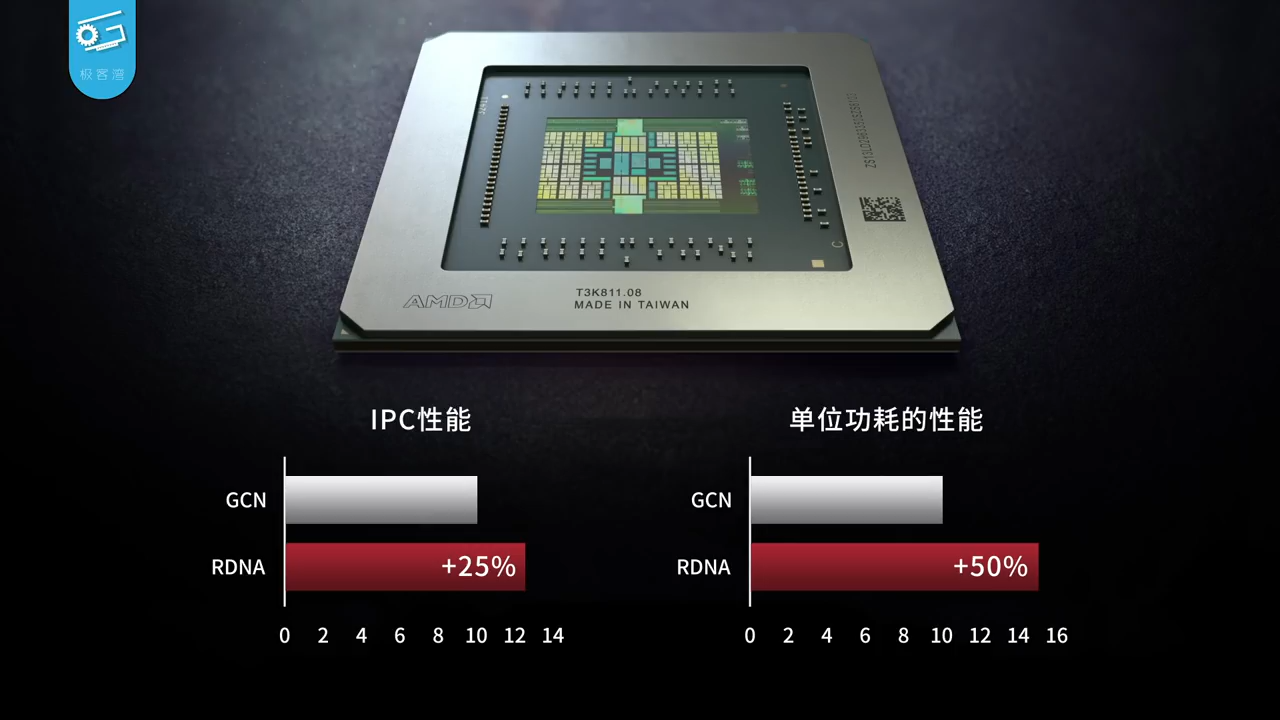 极客湾
AMD
T3K811.08
MADE IN TAIWAN
C
IPC性能
GCN
RDNA
+25%
0 2 4 6 8 10 12 14
单位功耗的性能
GCN
RDNA
+50%
0 2 4 6 8 10 12 14 16